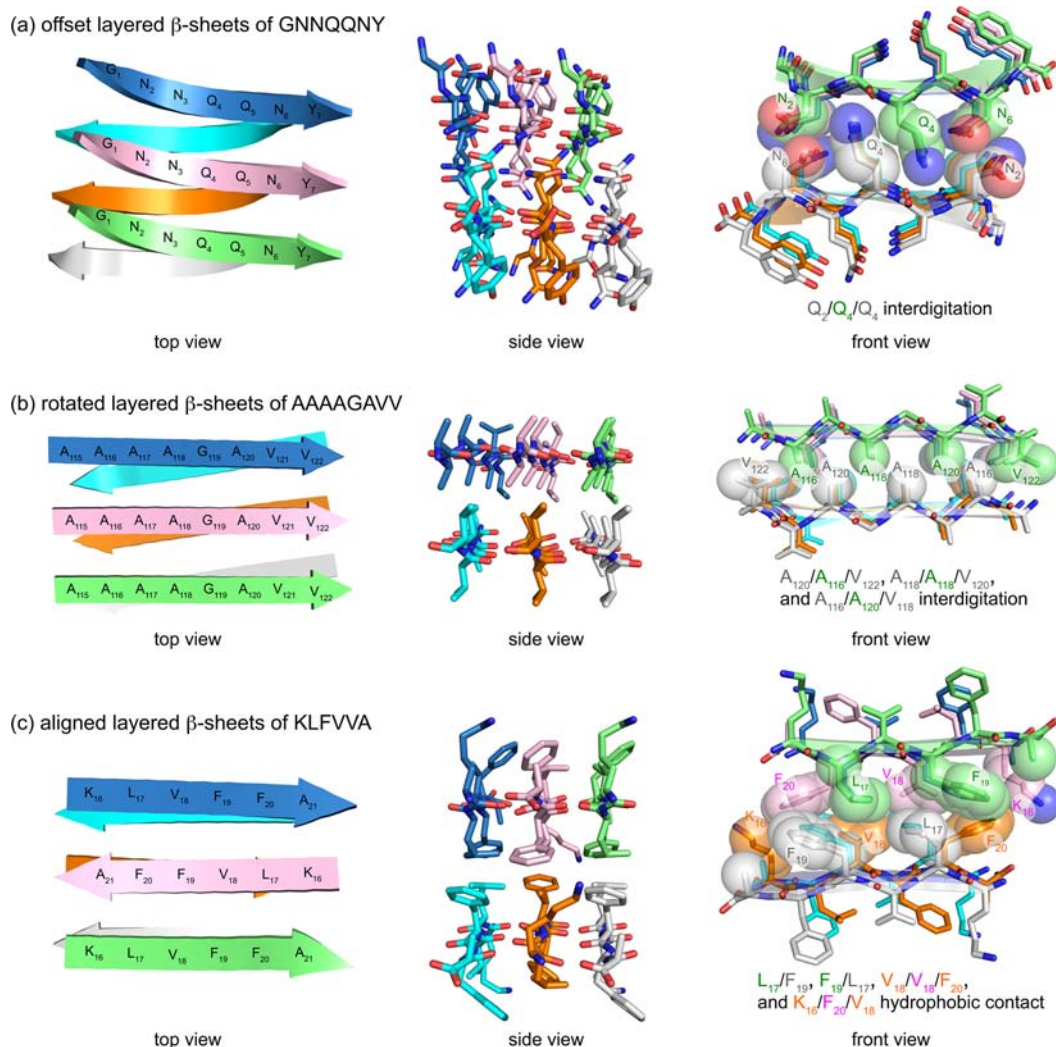 (a) offset layered β-sheets of GNNQQNY
G₁ N₂ N₃ Q₄ Q₅ N₆ Y₇
G₁ N₂ N₃ Q₄ Q₅ N₆ Y₇
G₁ N₂ N₃ Q₄ Q₅ N₆ Y₇
N₂ Q₄ N₆
N₆ Q₄ N₂
Q₂/Q₄/Q₄ interdigitation
top view side view front view
(b) rotated layered β-sheets of AAAAGAVV
A₁₁₅ A₁₁₆ A₁₁₇ A₁₁₈ G₁₁₉ A₁₂₀ V₁₂₁ V₁₂₂
A₁₁₅ A₁₁₆ A₁₁₇ A₁₁₈ G₁₁₉ A₁₂₀ V₁₂₁ V₁₂₂
A₁₁₅ A₁₁₆ A₁₁₇ A₁₁₈ G₁₁₉ A₁₂₀ V₁₂₁ V₁₂₂
V₁₂₂ A₁₁₆ A₁₂₀ A₁₁₈ A₁₁₈ A₁₂₀ A₁₁₆ V₁₂₂
A₁₂₀/A₁₁₆/V₁₂₂, A₁₁₈/A₁₁₈/V₁₂₀,
and A₁₁₆/A₁₂₀/V₁₁₈ interdigitation
top view side view front view
(c) aligned layered β-sheets of KLFVVA
K₁₆ L₁₇ V₁₈ F₁₉ F₂₀ A₂₁
A₂₁ F₂₀ F₁₉ V₁₈ L₁₇ K₁₆
K₁₆ L₁₇ V₁₈ F₁₉ F₂₀ A₂₁
F₂₀ L₁₇ V₁₈ F₁₉ K₁₆
K₁₆ F₁₉ V₁₈ L₁₇ F₂₀
L₁₇/F₁₉, F₁₉/L₁₇, V₁₈/V₁₈/F₂₀,
and K₁₆/F₂₀/V₁₈ hydrophobic contact
top view side view front view